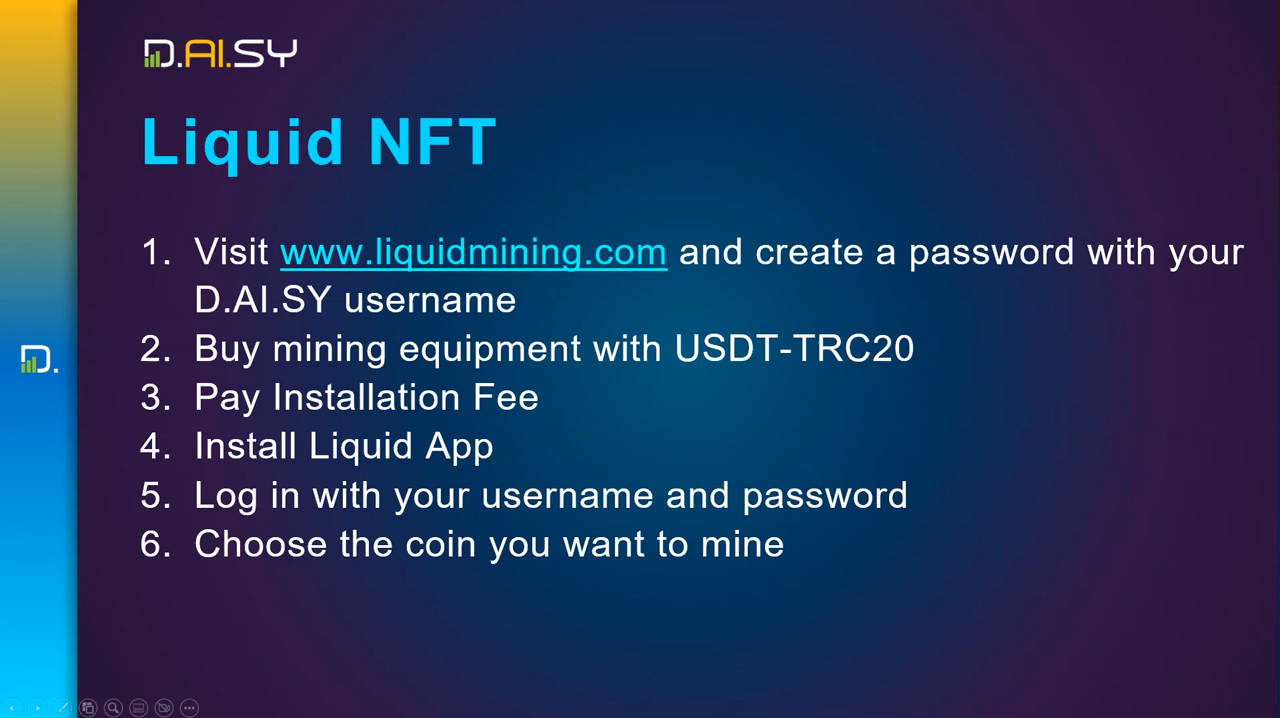 D.AI.SY
Liquid NFT
1. Visit www.liquidmining.com and create a password with your
D.AI.SY username
2. Buy mining equipment with USDT-TRC20
3. Pay Installation Fee
4. Install Liquid App
5. Log in with your username and password
6. Choose the coin you want to mine
D.